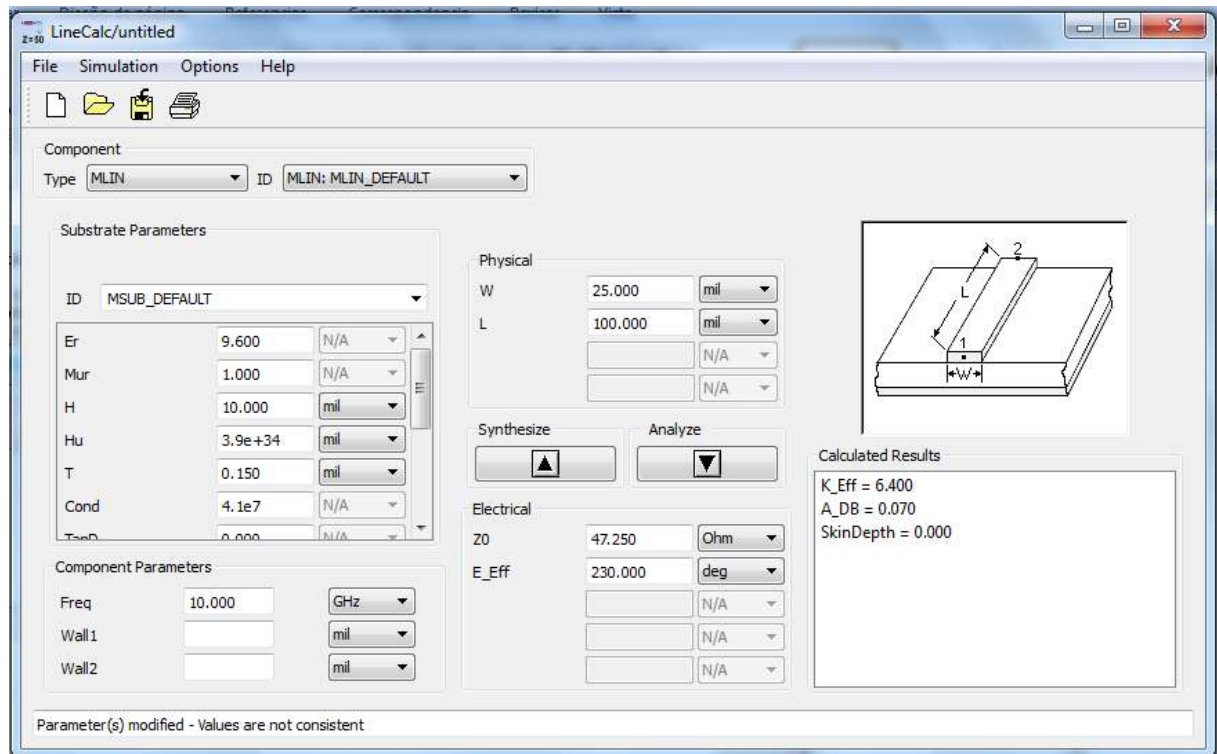 LineCalc/untitled
File Simulation Options Help
Component
Type MLIN ID MLIN: MLIN_DEFAULT
Substrate Parameters
ID MSUB_DEFAULT
Er 9.600 N/A
Mur 1.000 N/A
H 10.000 mil
Hu 3.9e+34 mil
T 0.150 mil
Cond 4.1e7 N/A
TanD 0.000 N/A
Component Parameters
Freq 10.000 GHz
Wall1 mil
Wall2 mil
Physical
W 25.000 mil
L 100.000 mil
N/A
N/A
Synthesize Analyze
Electrical
Z0 47.250 Ohm
E_Eff 230.000 deg
N/A
N/A
N/A
2
L
1
W
Calculated Results
K_Eff = 6.400
A_DB = 0.070
SkinDepth = 0.000
Parameter(s) modified - Values are not consistent